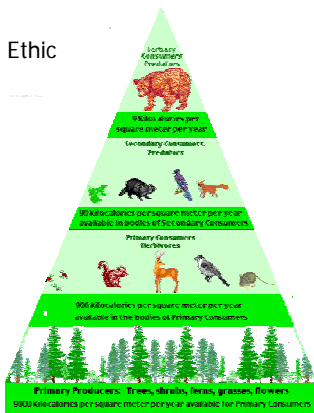 Ethic
Tertiary
Consumers
Predators
9 Kilocalories per
square meter per year
Secondary Consumers
Predators
90 Kilocalories per square meter per year
available in bodies of Secondary Consumers
Primary Consumers
Herbivores
900 Kilocalories per square meter per year
available in the bodies of Primary Consumers
Primary Producers: Trees, shrubs, ferns, grasses, flowers
9000 Kilocalories per square meter per year available for Primary Consumers